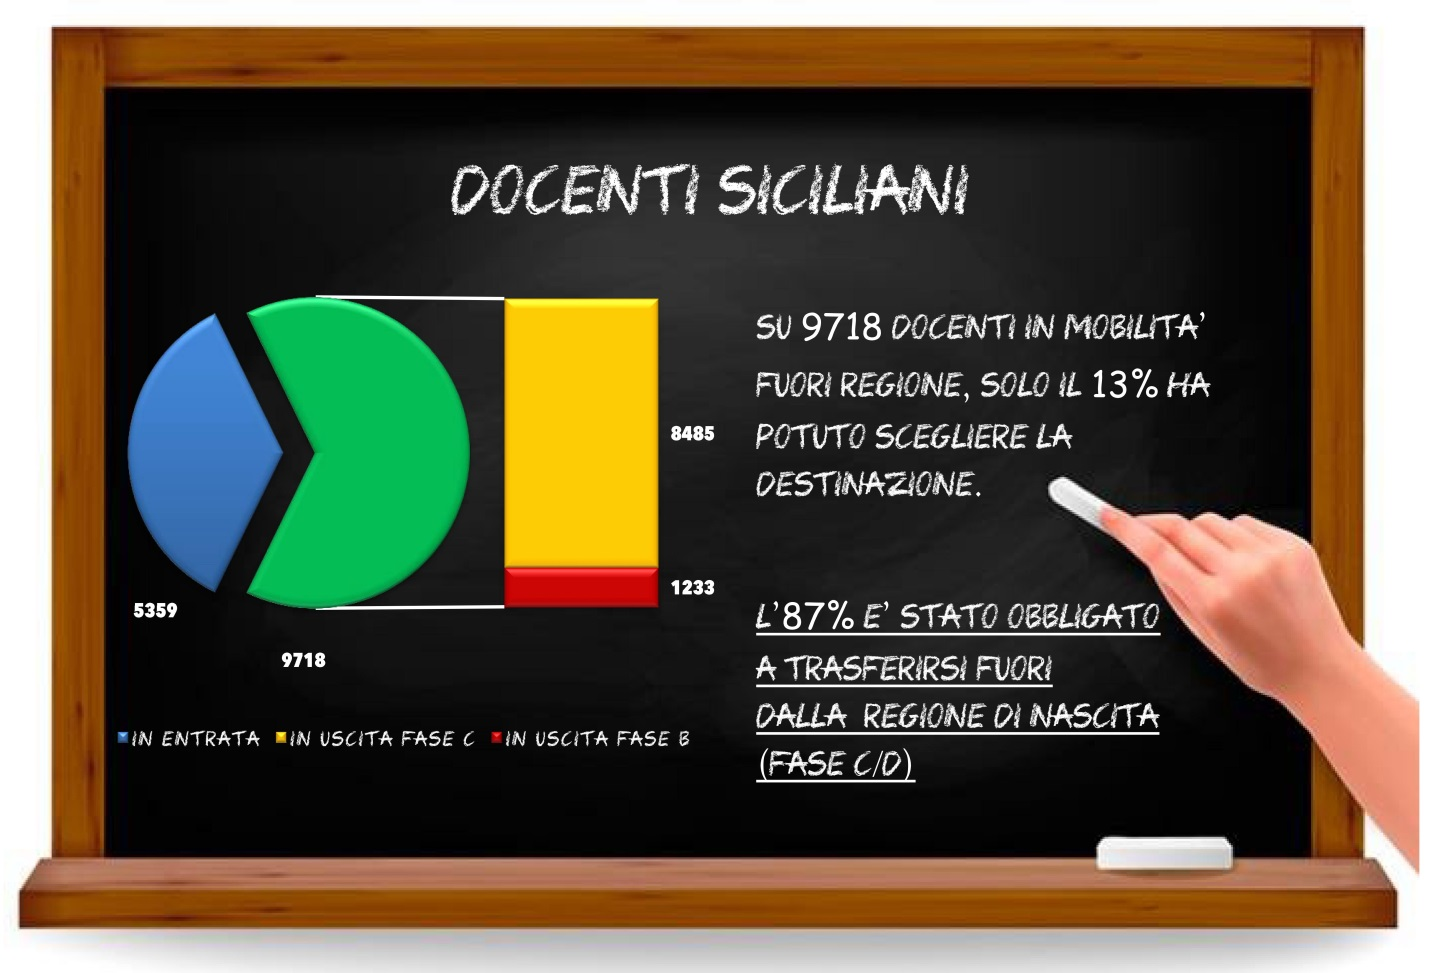 DOCENTI SICILIANI
8485
1233
5359
9718
IN ENTRATA IN USCITA FASE C IN USCITA FASE B
SU 9718 DOCENTI IN MOBILITA'
FUORI REGIONE, SOLO IL 13% HA
POTUTO SCEGLIERE LA
DESTINAZIONE.
L'87% E' STATO OBBLIGATO
A TRASFERIRSI FUORI
DALLA REGIONE DI NASCITA
(FASE C/D)